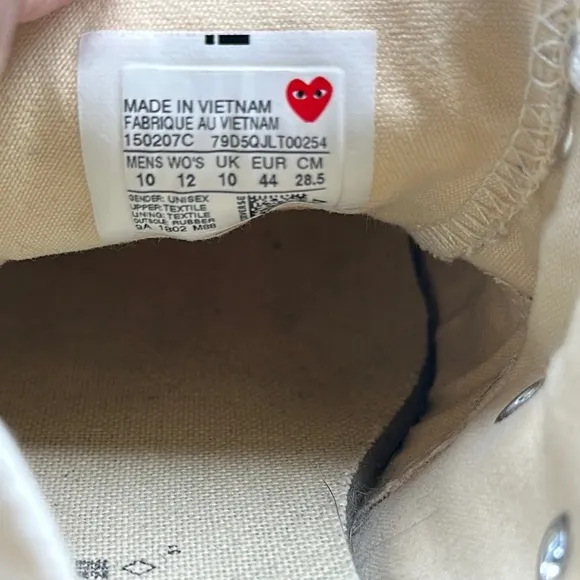 MADE IN VIETNAM
FABRIQUE AU VIETNAM
150207C 79D5QJLT00254
MENS WO'S UK EUR CM
10 12 10 44 28.5
GENDER: UNISEX
UPPER:TEXTILE
LINING: TEXTILE
OUTSOLE: RUBBER